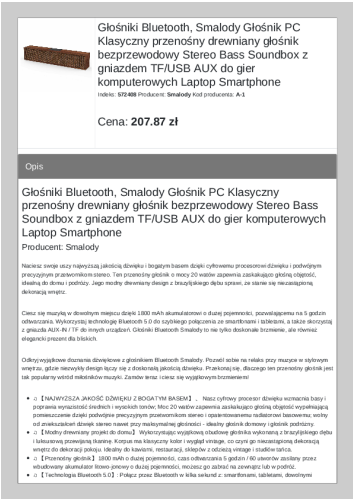 Głośniki Bluetooth, Smalody Głośnik PC
Klasyczny przenośny drewniany głośnik
bezprzewodowy Stereo Bass Soundbox z
gniazdem TF/USB AUX do gier
komputerowych Laptop Smartphone
Indeks: 572488 Producent: Smalody Kod producenta: A-1
Cena: 207.87 zł
Opis
Głośniki Bluetooth, Smalody Głośnik PC Klasyczny
przenośny drewniany głośnik bezprzewodowy Stereo Bass
Soundbox z gniazdem TF/USB AUX do gier komputerowych
Laptop Smartphone
Producent: Smalody
Naciesz swoje uszy najwyższą jakością dźwięku i bogatym basem dzięki cyfrowemu procesorowi dźwięku i podwójnym
precyzyjnym przetwornikom stereo. Ten przenośny głośnik o mocy 20 watów zapewnia zaskakująco głośną objętość,
idealną do domu i podróży. Jego modny drewniany design z brazylijskiego dębu sprawi, że stanie się niezastąpioną
dekoracją wnętrz.
Ciesz się muzyką w dowolnym miejscu dzięki 1800 mAh akumulatorowi o dużej pojemności, pozwalającemu na 5 godzin
odtwarzania. Wykorzystaj technologię Bluetooth 5.0 do szybkiego połączenia ze smartfonami i tabletami, a także skorzystaj
z gniazda AUX-IN / TF do innych urządzeń. Głośniki Bluetooth Smalody to nie tylko doskonałe brzmienie, ale również
elegancki prezent dla bliskich.
Odkryj wyjątkowe doznania dźwiękowe z głośnikiem Bluetooth Smalody. Pozwól sobie na relaks przy muzyce w stylowym
wnętrzu, gdzie niezwykły design łączy się z doskonałą jakością dźwięku. Przekonaj się, dlaczego ten przenośny głośnik jest
tak popularny wśród miłośników muzyki. Zamów teraz i ciesz się wyjątkowym brzmieniem!
• ♫【NAJWYŻSZA JAKOŚĆ DŹWIĘKU Z BOGATYM BASEM】, Nasz cyfrowy procesor dźwięku wzmacnia basy i
poprawia wyrazistość średnich i wysokich tonów; Moc 20 watów zapewnia zaskakująco głośną objętość wypełniającą
pomieszczenie dzięki podwójnym precyzyjnym przetwornikom stereo i opatentowanemu radiatorowi basowemu; wolny
od zniekształceń dźwięk stereo nawet przy maksymalnej głośności - idealny głośnik domowy i głośnik podróżny.
• ♫【Modny drewniany projekt do domu】 Wykorzystując wyjątkową obudowę głośnika wykonaną z brazylijskiego dębu
i luksusową przewijaną tkaninę. Korpus ma klasyczny kolor i wygląd vintage, co czyni go niezastąpioną dekoracją
wnętrz do dekoracji pokoju. Idealny do kawiarni, restauracji, sklepów z odzieżą vintage i studiów tańca.
• ♫【Przenośny głośnik】 1800mAh o dużej pojemności, czas odtwarzania 5 godzin / 80 utworów zasilany przez
wbudowany akumulator litowo-jonowy o dużej pojemności, możesz go zabrać na zewnątrz lub w podróż.
• ♫【Technologia Bluetooth 5.0】: Połącz przez Bluetooth w kilka sekund z: smartfonami, tabletami, dowolnymi